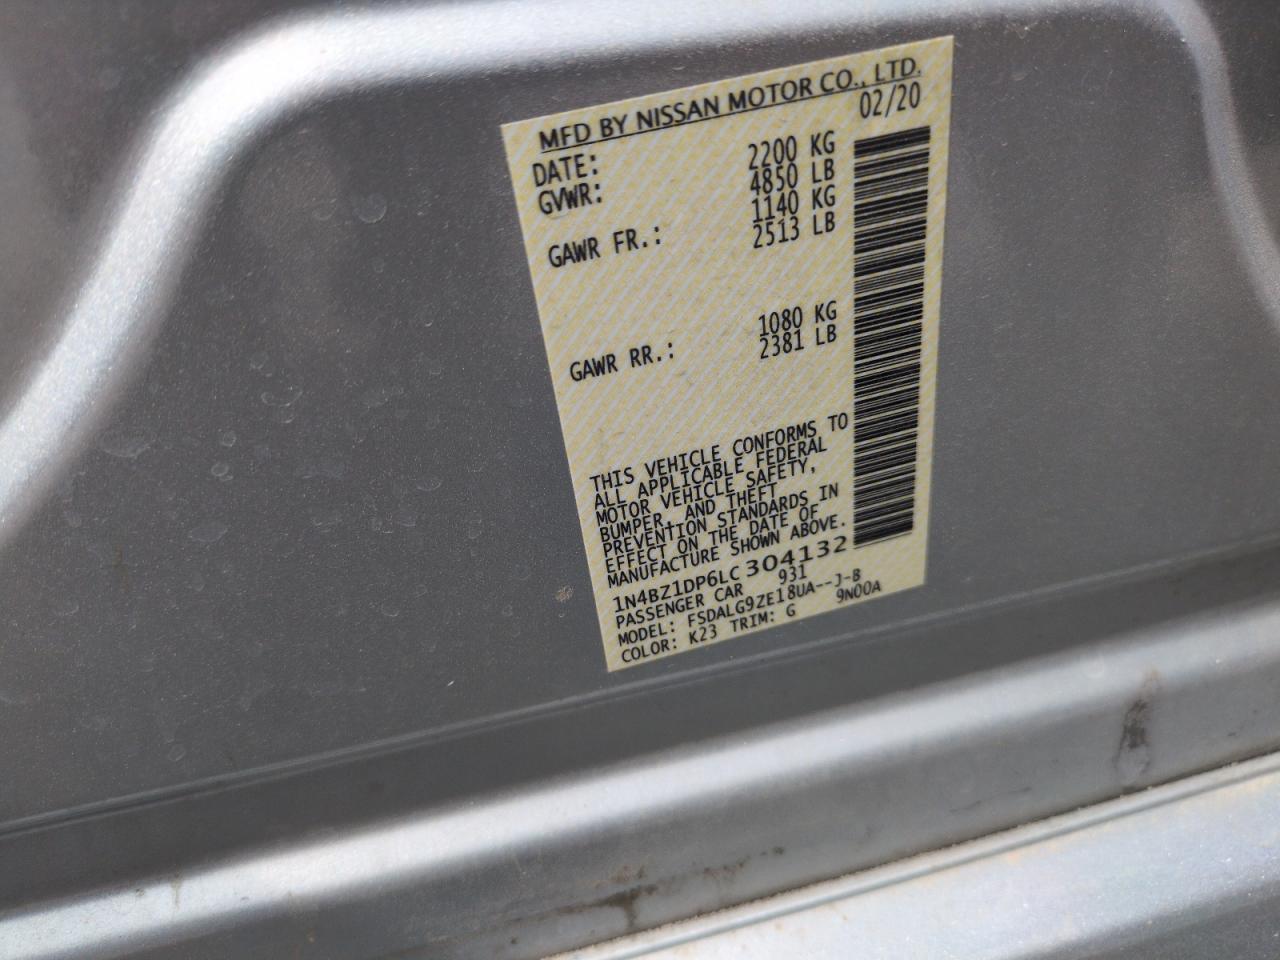 MFD BY NISSAN MOTOR CO., LTD.
DATE: 02/20
GVWR: 2200 KG
4850 LB
GAWR FR.: 1140 KG
2513 LB
GAWR RR.: 1080 KG
2381 LB
THIS VEHICLE CONFORMS TO
ALL APPLICABLE FEDERAL
MOTOR VEHICLE SAFETY,
BUMPER, AND THEFT
PREVENTION STANDARDS IN
EFFECT ON THE DATE OF
MANUFACTURE SHOWN ABOVE.
1N4BZ1DP6LC304132
PASSENGER CAR 931
MODEL: FSDALG9ZE18UA--J-B
COLOR: K23 TRIM: G 9N00A